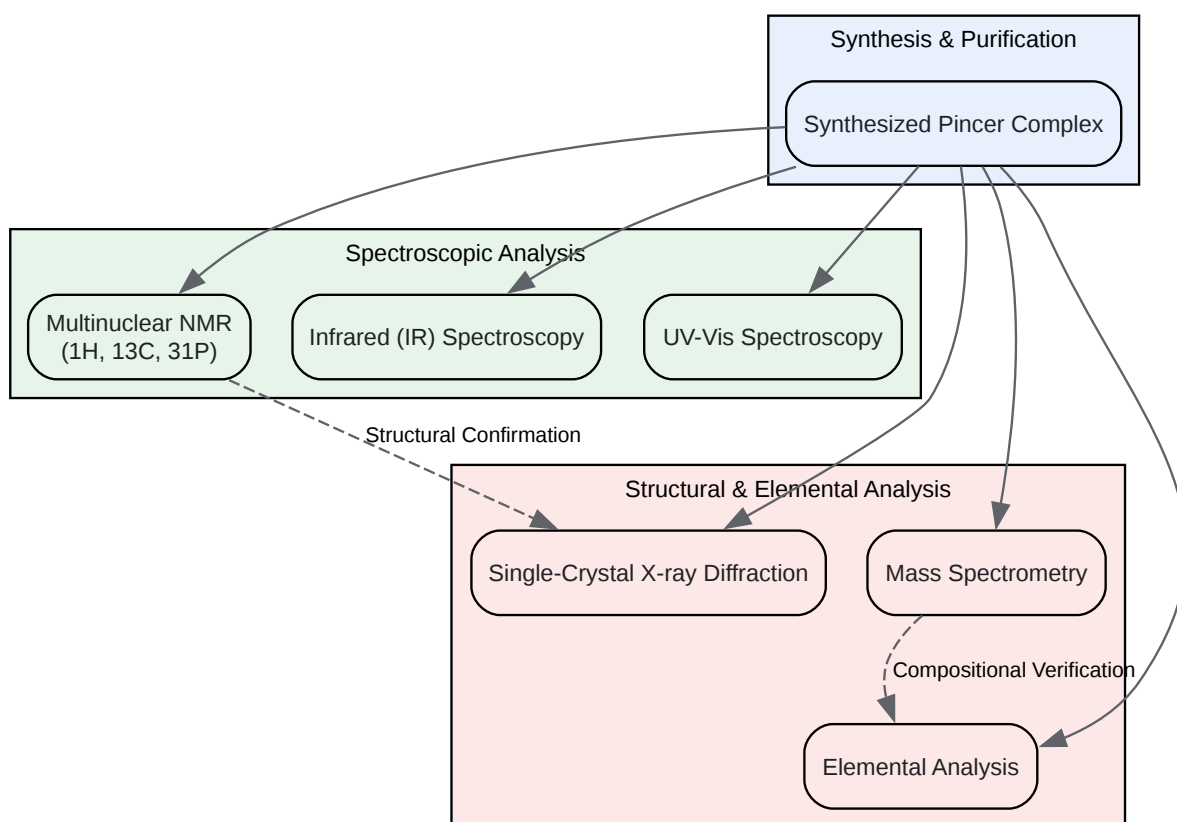 Synthesis & Purification
Synthesized Pincer Complex
Spectroscopic Analysis
Multinuclear NMR
(1H, 13C, 31P)
Infrared (IR) Spectroscopy
UV-Vis Spectroscopy
Structural Confirmation
Structural & Elemental Analysis
Single-Crystal X-ray Diffraction
Mass Spectrometry
Compositional Verification
Elemental Analysis